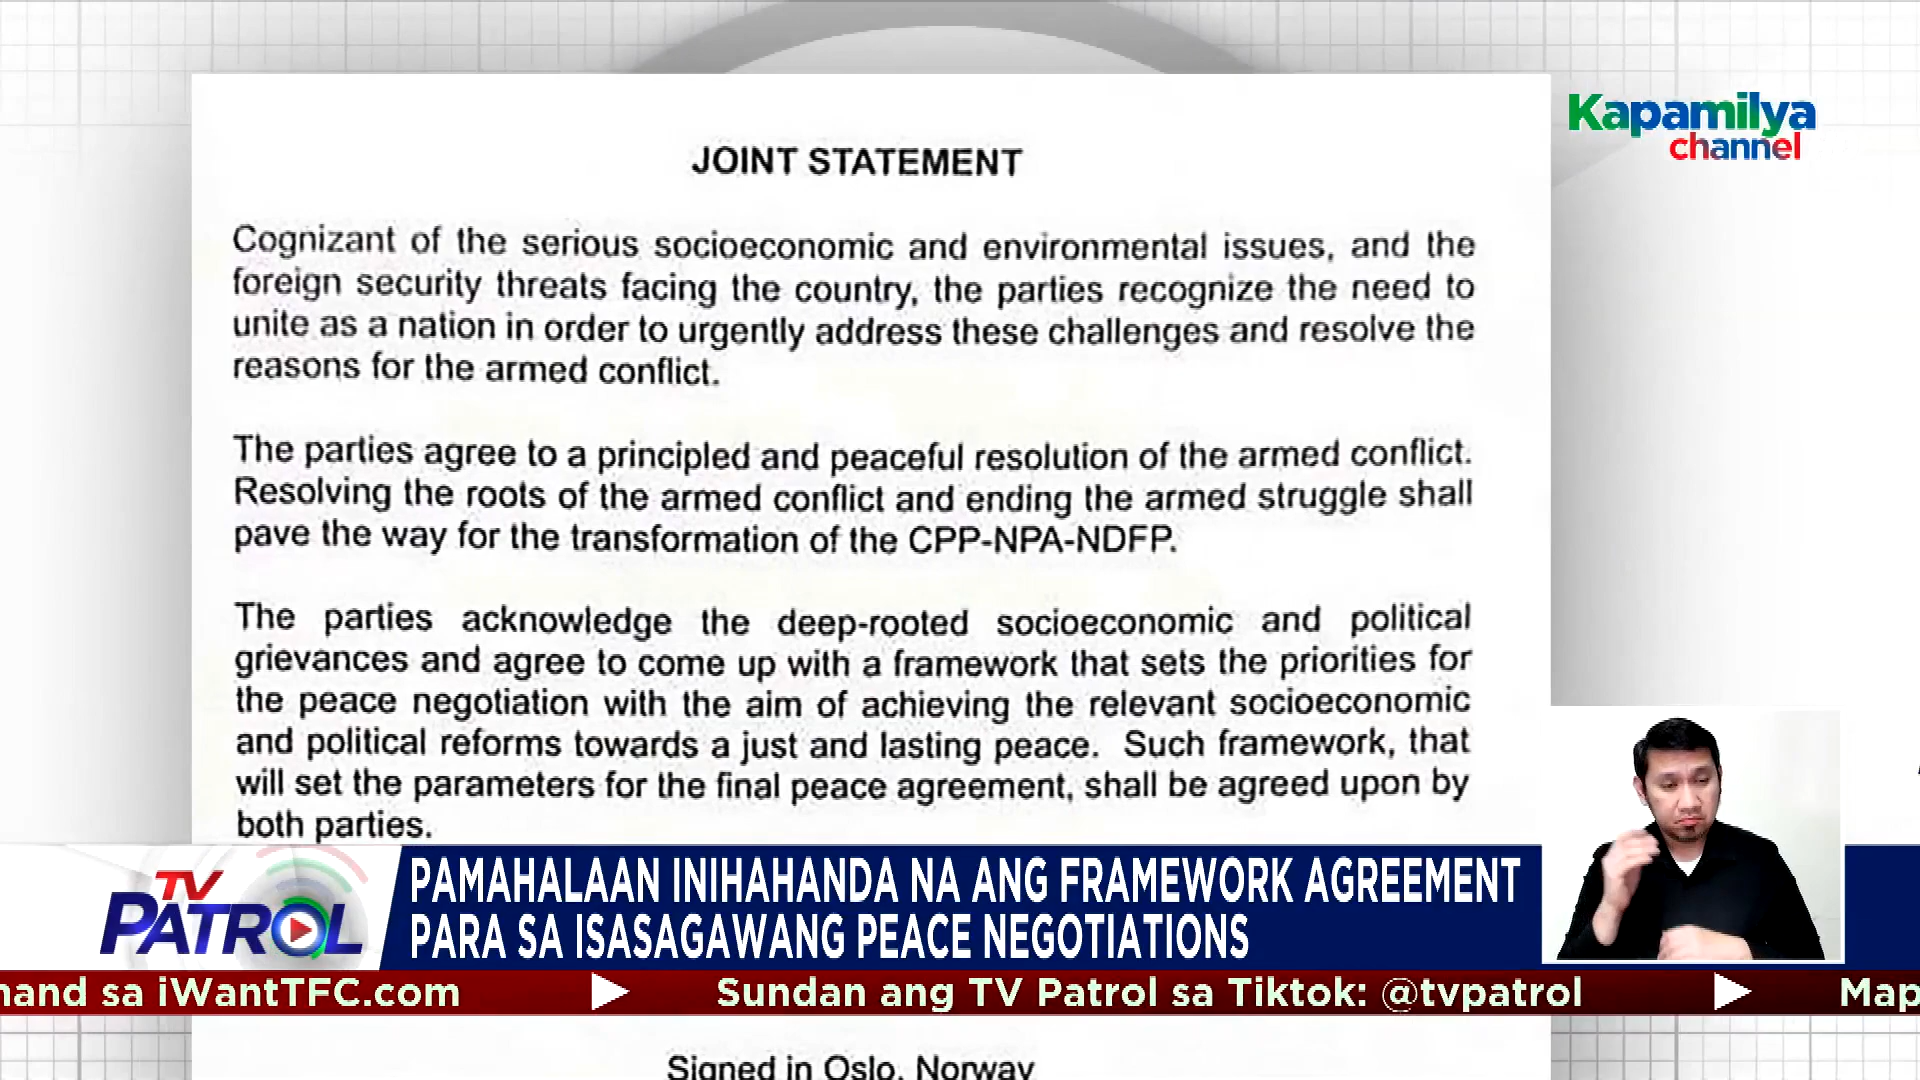 JOINT STATEMENT
Kapamilya
channel
Cognizant of the serious socioeconomic and environmental issues, and the
foreign security threats facing the country, the parties recognize the need to
unite as a nation in order to urgently address these challenges and resolve the
reasons for the armed conflict.
The parties agree to a principled and peaceful resolution of the armed conflict.
Resolving the roots of the armed conflict and ending the armed struggle shall
pave the way for the transformation of the CPP-NPA-NDFP.
The parties acknowledge the deep-rooted socioeconomic and political
grievances and agree to come up with a framework that sets the priorities for
the peace negotiation with the aim of achieving the relevant socioeconomic
and political reforms towards a just and lasting peace. Such framework, that
will set the parameters for the final peace agreement, shall be agreed upon by
both parties.
TV
PATROL
PAMAHALAAN INIHAHANDA NA ANG FRAMEWORK AGREEMENT
PARA SA ISASAGAWANG PEACE NEGOTIATIONS
sa iWantTFC.com
Sundan ang TV Patrol sa Tiktok: @tvpatrol
Signed in Oslo, Norway